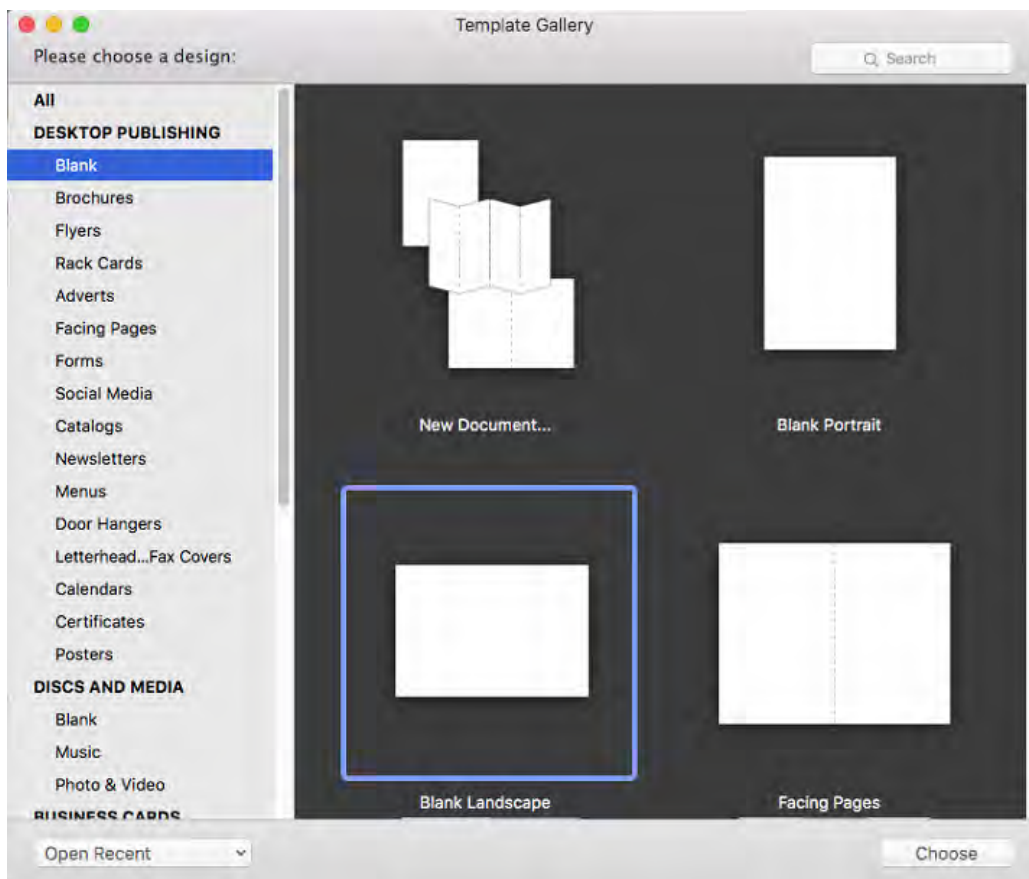 Template Gallery
Please choose a design:
Search
All
DESKTOP PUBLISHING
Blank
Brochures
Flyers
Rack Cards
Adverts
Facing Pages
Forms
Social Media
Catalogs
Newsletters
Menus
Door Hangers
Letterhead...Fax Covers
Calendars
Certificates
Posters
DISCS AND MEDIA
Blank
Music
Photo & Video
BUSINESS CARDS
New Document...
Blank Portrait
Blank Landscape
Facing Pages
Open Recent
Choose